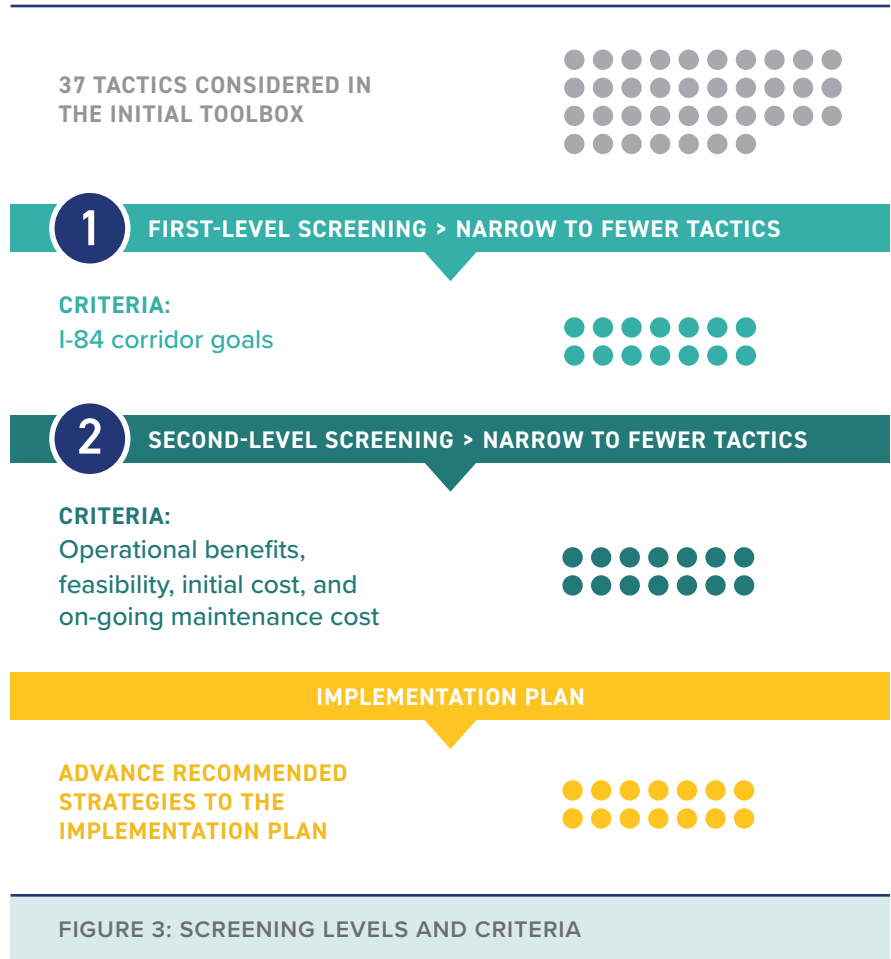 37 TACTICS CONSIDERED IN
THE INITIAL TOOLBOX
1
FIRST-LEVEL SCREENING > NARROW TO FEWER TACTICS
CRITERIA:
I-84 corridor goals
2
SECOND-LEVEL SCREENING > NARROW TO FEWER TACTICS
CRITERIA:
Operational benefits,
feasibility, initial cost, and
on-going maintenance cost
IMPLEMENTATION PLAN
ADVANCE RECOMMENDED
STRATEGIES TO THE
IMPLEMENTATION PLAN
FIGURE 3: SCREENING LEVELS AND CRITERIA